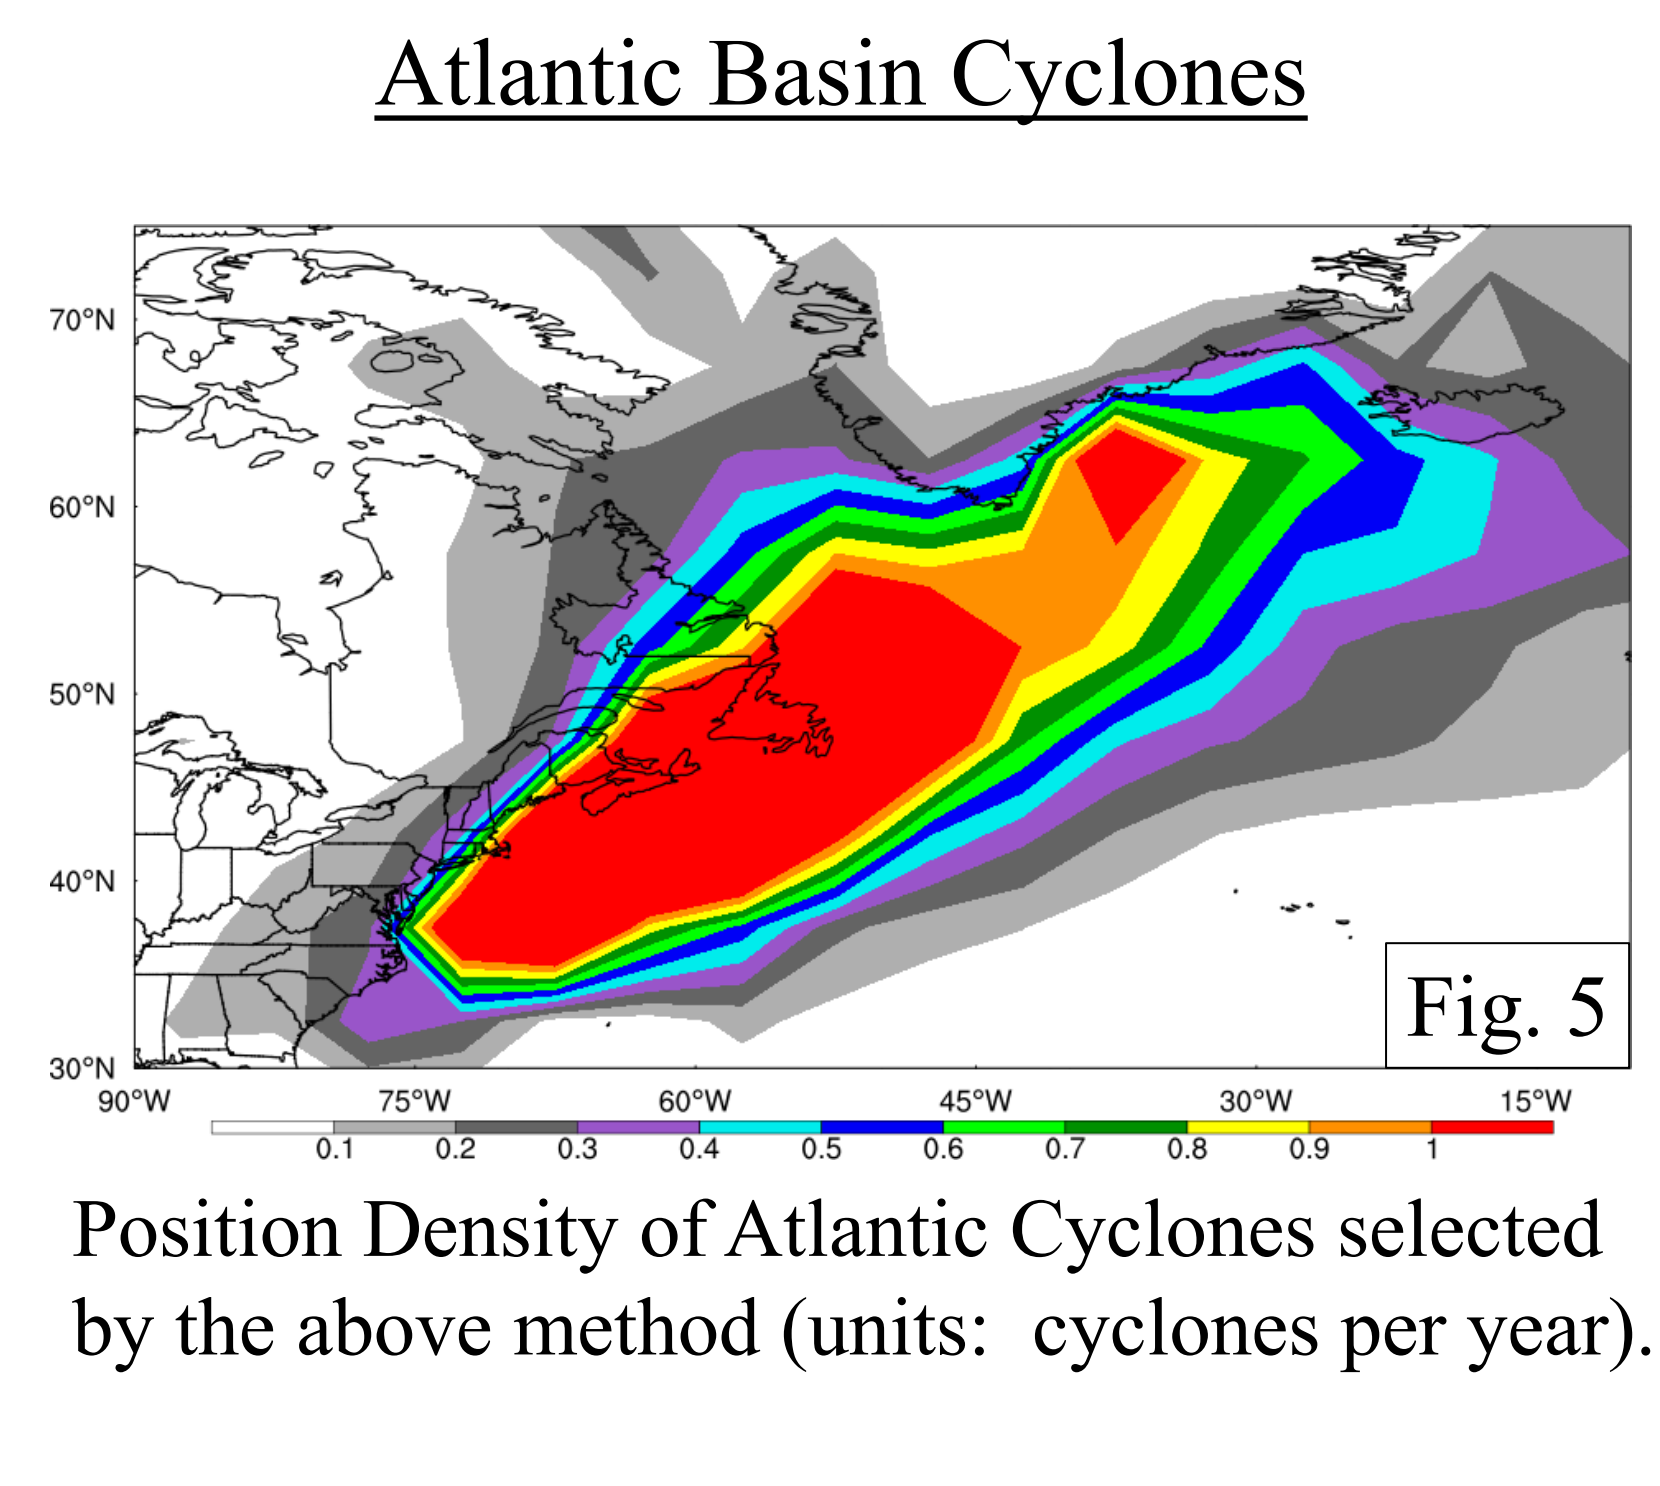 Atlantic Basin Cyclones
70°N
60°N
50°N
40°N
30°N
Fig. 5
90°W 75°W 60°W 45°W 30°W 15°W
0.1 0.2 0.3 0.4 0.5 0.6 0.7 0.8 0.9 1
Position Density of Atlantic Cyclones selected
by the above method (units:  cyclones per year).